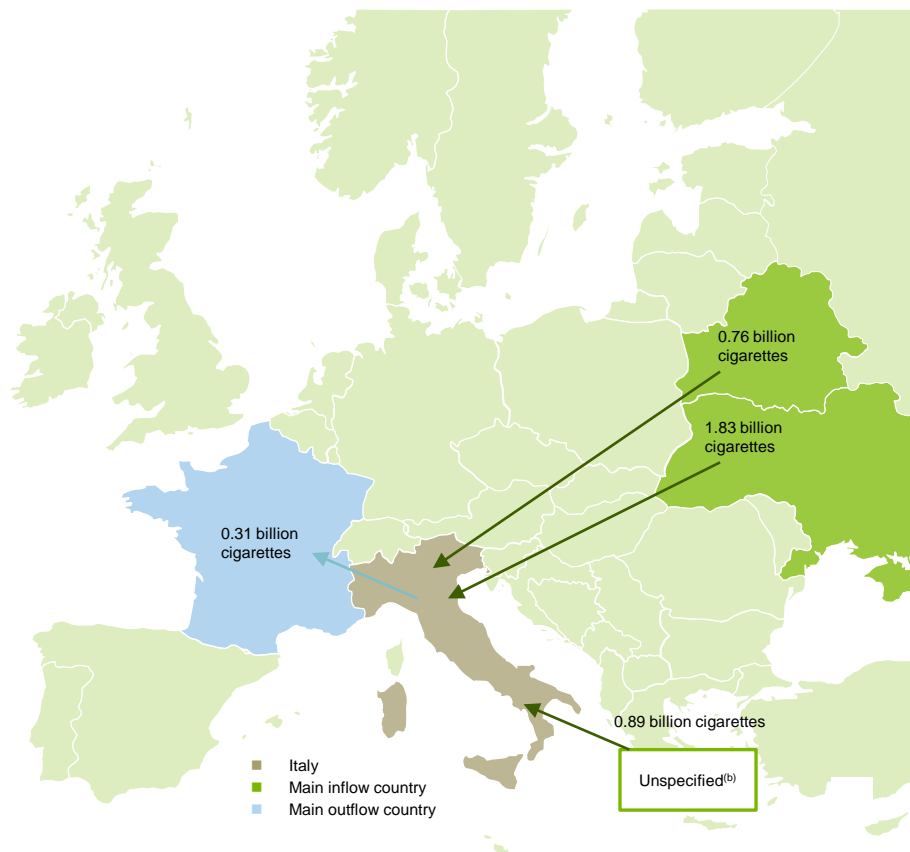 0.76 billion
cigarettes
1.83 billion
cigarettes
0.31 billion
cigarettes
0.89 billion cigarettes
Unspecified(b)
Italy
Main inflow country
Main outflow country